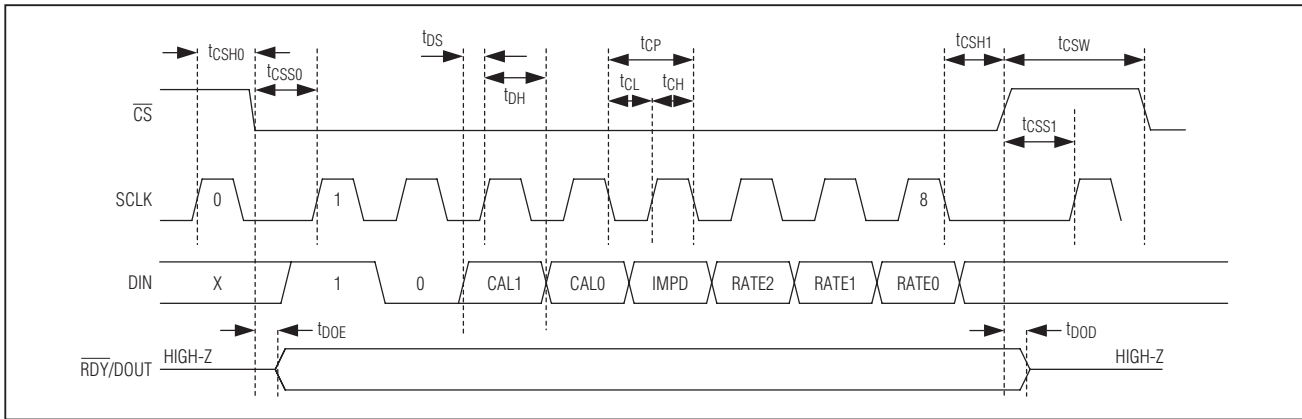 tCSH0
tDS
tCP
tCSH1
tCSW
tCSS0
tCL
tCH
tDH
CS
tCSS1
SCLK
0
1
8
DIN
X
1
0
CAL1
CAL0
IMPD
RATE2
RATE1
RATE0
tDOE
tDOD
RDY/DOUT
HIGH-Z
HIGH-Z